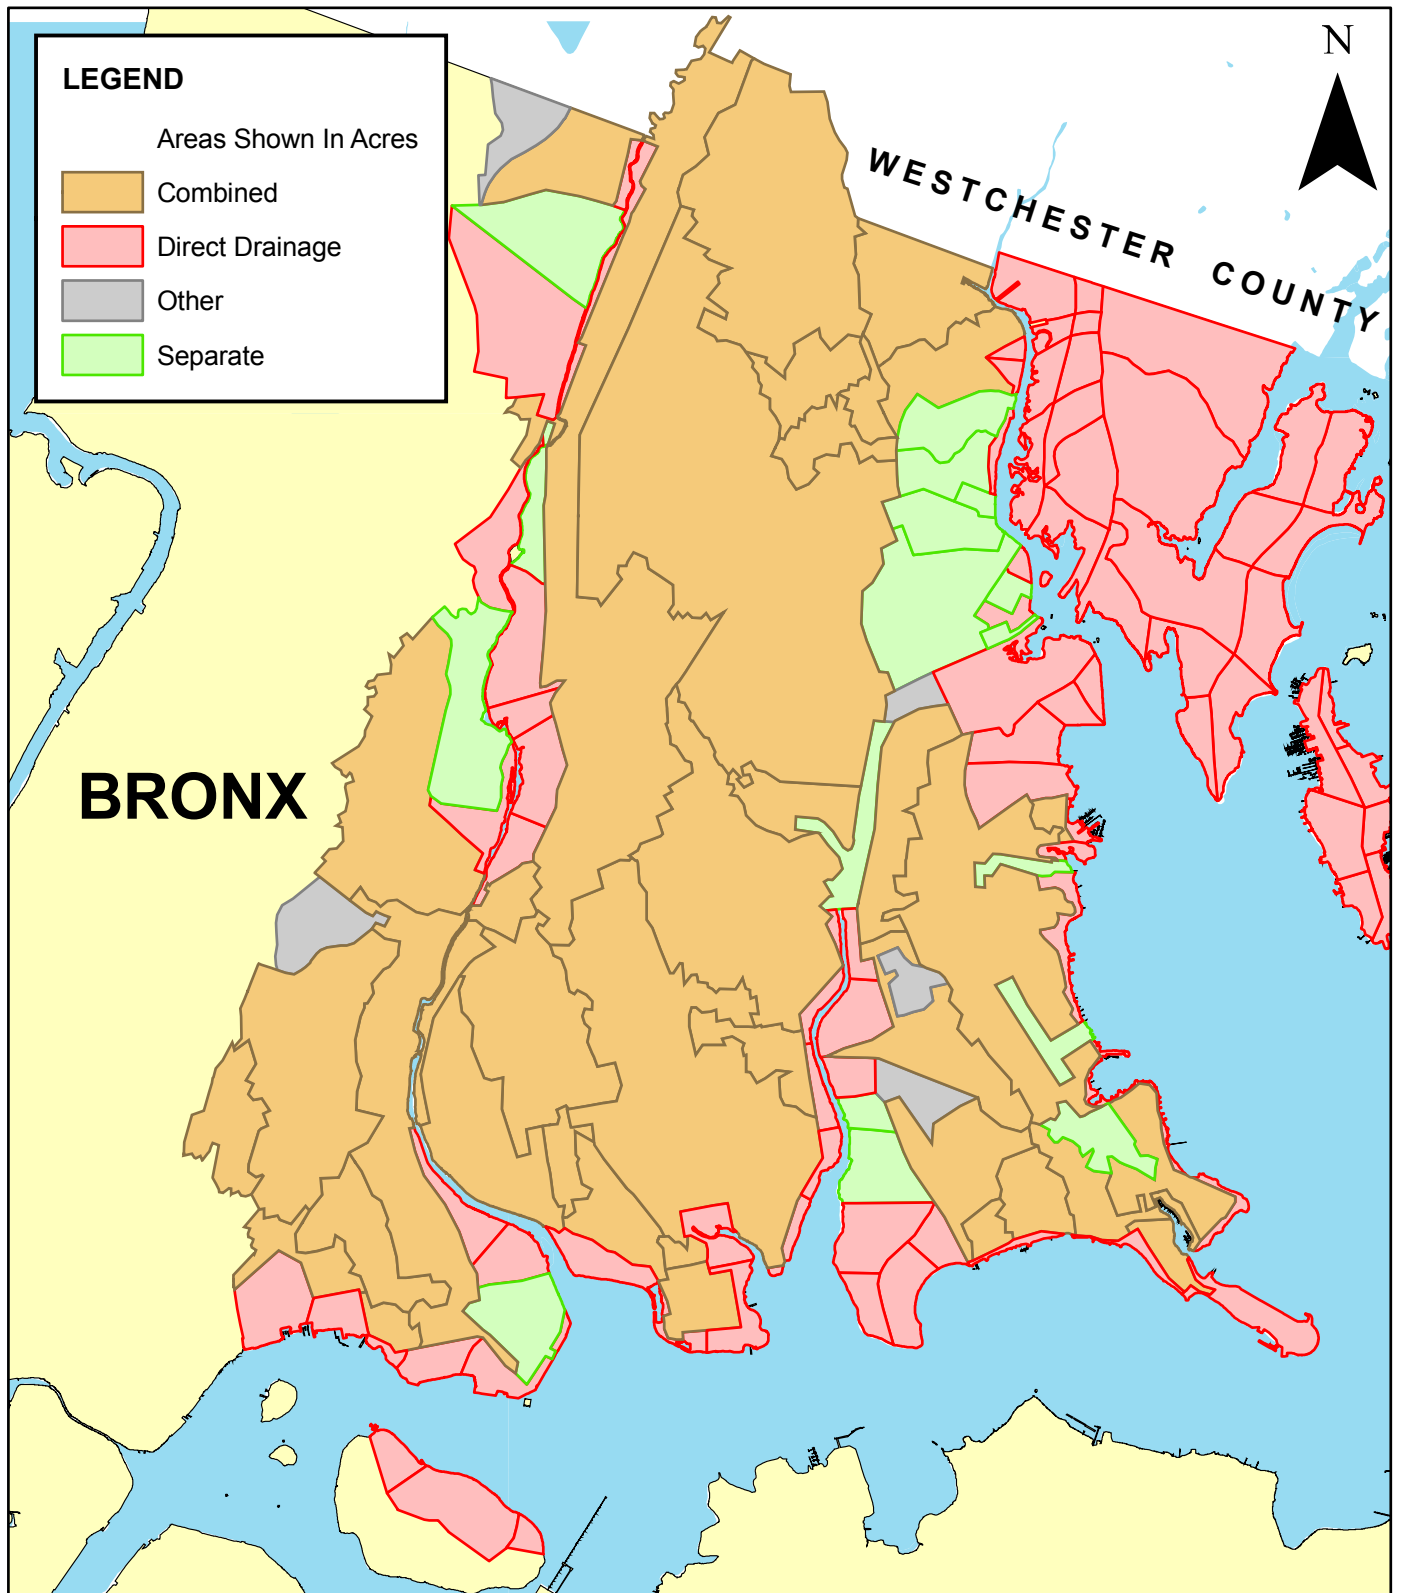 LEGEND
Areas Shown In Acres
Combined
Direct Drainage
Other
Separate
N
WESTCHESTER COUNTY
BRONX